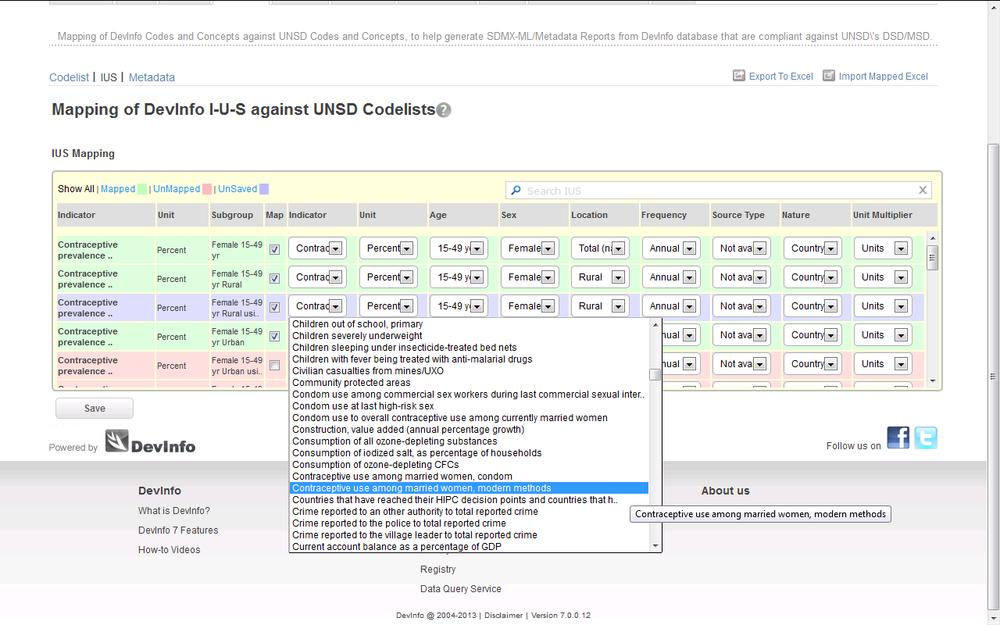 Mapping of DevInfo Codes and Concepts against UNSD Codes and Concepts, to help generate SDMX-ML/Metadata Reports from DevInfo database that are compliant against UNSD\'s DSD/MSD.
Codelist | IUS | Metadata
Export To Excel Import Mapped Excel
Mapping of DevInfo I-U-S against UNSD Codelists?
IUS Mapping
Show All | Mapped | UnMapped | UnSaved
Search IUS X
Indicator Unit Subgroup Map Indicator Unit Age Sex Location Frequency Source Type Nature Unit Multiplier
Contraceptive prevalence .. Percent Female 15-49 yr Contrac Percent 15-49 y Female Total (na Annual Not ava Country Units
Contraceptive prevalence .. Percent Female 15-49 yr Rural Contrac Percent 15-49 y Female Rural Annual Not ava Country Units
Contraceptive prevalence .. Percent Female 15-49 yr Rural usi.. Contrac Percent 15-49 y Female Rural Annual Not ava Country Units
Contraceptive prevalence .. Percent Female 15-49 yr Urban nual Not ava Country Units
Contraceptive prevalence .. Percent Female 15-49 yr Urban usi.. nual Not ava Country Units
Children out of school, primary
Children severely underweight
Children sleeping under insecticide-treated bed nets
Children with fever being treated with anti-malarial drugs
Civilian casualties from mines/UXO
Community protected areas
Condom use among commercial sex workers during last commercial sexual inter..
Condom use at last high-risk sex
Condom use to overall contraceptive use among currently married women
Construction, value added (annual percentage growth)
Consumption of all ozone-depleting substances
Consumption of iodized salt, as percentage of households
Consumption of ozone-depleting CFCs
Contraceptive use among married women, condom
Contraceptive use among married women, modern methods
Countries that have reached their HIPC decision points and countries that h..
Crime reported to an other authority to total reported crime
Crime reported to the police to total reported crime
Crime reported to the village leader to total reported crime
Current account balance as a percentage of GDP
Contraceptive use among married women, modern methods
Save
Powered by DevInfo
Follow us on f t
DevInfo
What is DevInfo?
DevInfo 7 Features
How-to Videos
About us
Registry
Data Query Service
DevInfo @ 2004-2013 | Disclaimer | Version 7.0.0.12